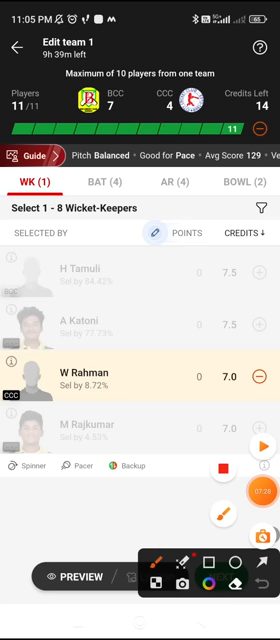 11:05 PM
65
Edit team 1
9h 39m left
Maximum of 10 players from one team
Players BCC CCC Credits Left
11/11 7 4 14
11
Guide Pitch Balanced • Good for Pace • Avg Score 129 • Ve
WK (1) BAT (4) AR (4) BOWL (2)
Select 1 - 8 Wicket-Keepers
SELECTED BY POINTS CREDITS↓
H Tamuli
Sel by 84.42%
0 7.5
BCC
A Katoni
Sel by 77.73%
0 7.5
W Rahman
Sel by 8.72%
0 7.0
CCC
M Rajkumar
Sel by 4.53%
0 7.0
Spinner Pacer Backup
07:28
PREVIEW